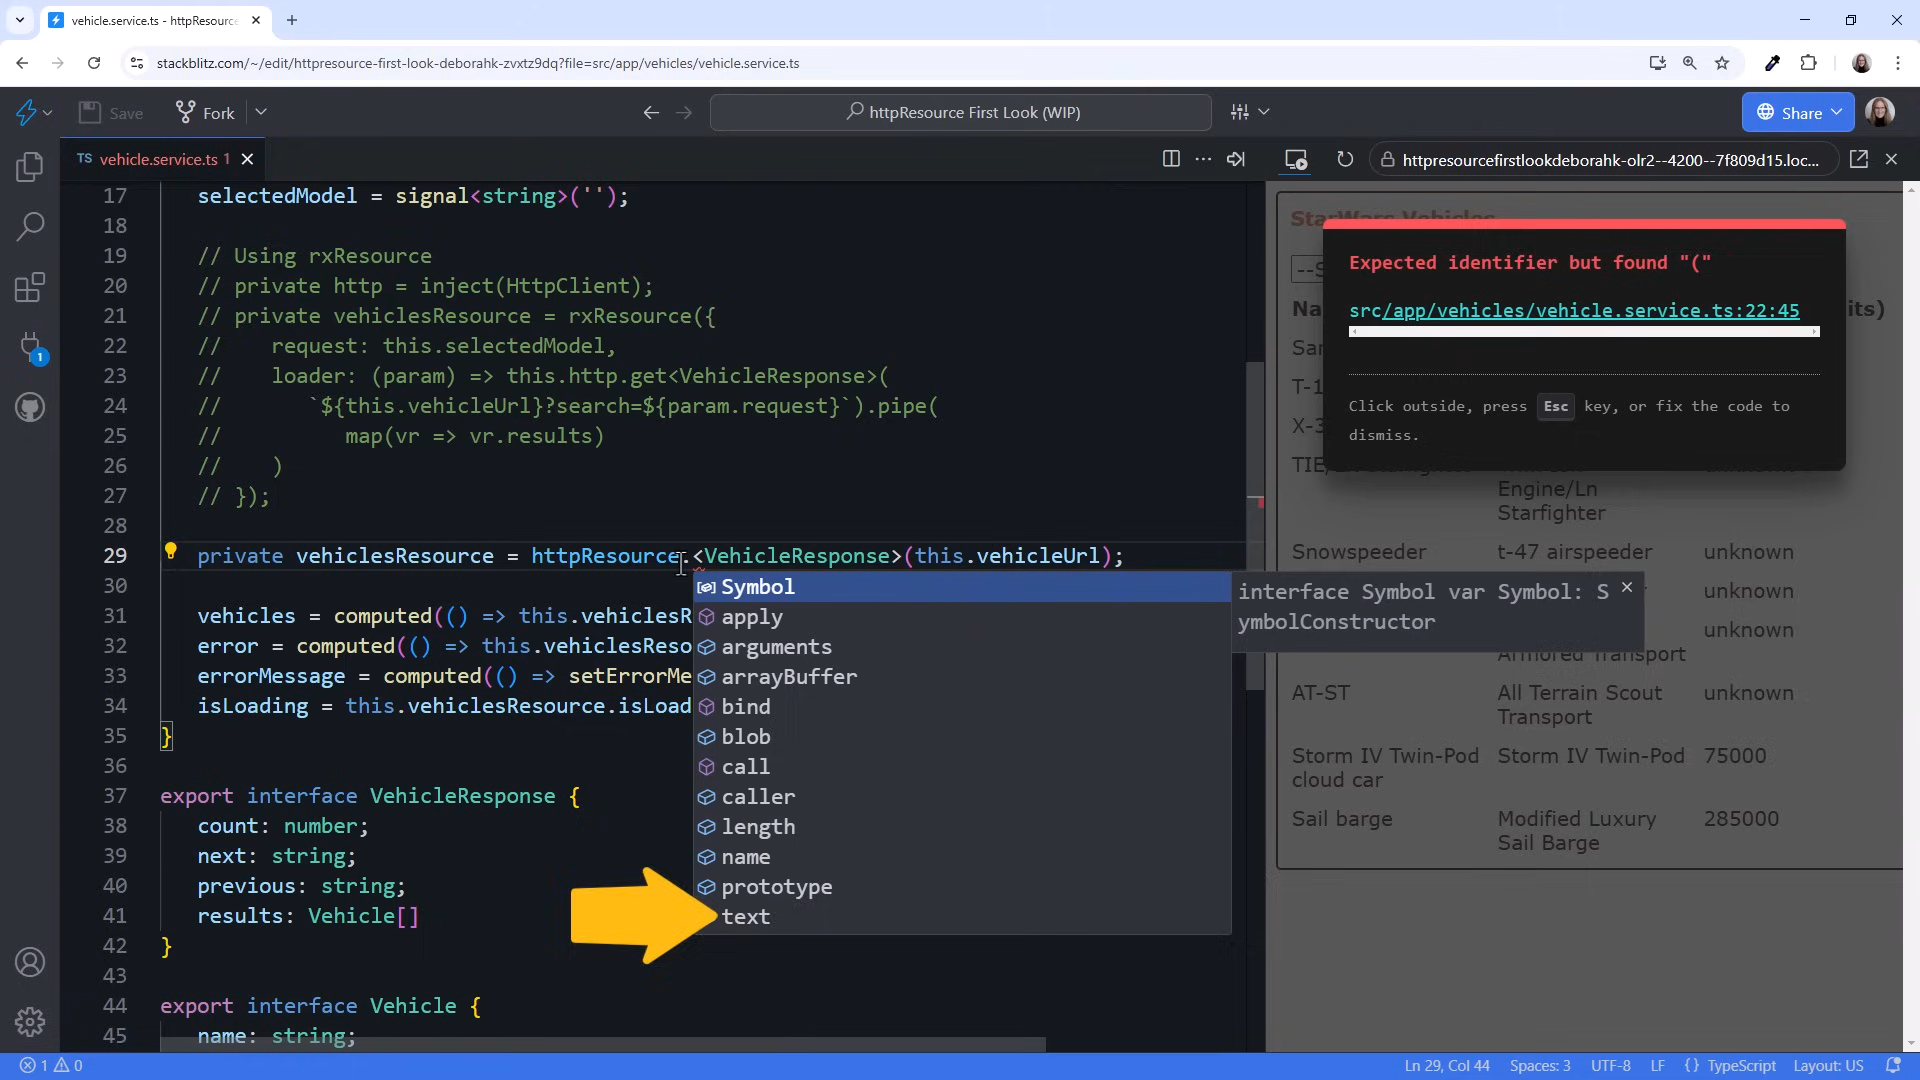 vehicle.service.ts - httpResource
stackblitz.com/~/edit/httpresource-first-look-deborahk-zvxtz9dq?file=src/app/vehicles/vehicle.service.ts
Save
Fork
httpResource First Look (WIP)
Share
TS vehicle.service.ts 1
httpresourcefirstlookdeborahk-olr2--4200--7f809d15.loc...
1
17 selectedModel = signal<string>('');
18
19 // Using rxResource
20 // private http = inject(HttpClient);
21 // private vehiclesResource = rxResource({
22 // request: this.selectedModel,
23 // loader: (param) => this.http.get<VehicleResponse>(
24 // `${this.vehicleUrl}?search=${param.request}`).pipe(
25 // map(vr => vr.results)
26 // )
27 // });
28
29 private vehiclesResource = httpResource.<VehicleResponse>(this.vehicleUrl);
30
31 vehicles = computed(() => this.vehiclesR
32 error = computed(() => this.vehiclesReso
33 errorMessage = computed(() => setErrorMe
34 isLoading = this.vehiclesResource.isLoad
35 }
36
37 export interface VehicleResponse {
38 count: number;
39 next: string;
40 previous: string;
41 results: Vehicle[]
42 }
43
44 export interface Vehicle {
45 name: string;
Symbol
apply
arguments
arrayBuffer
bind
blob
call
caller
length
name
prototype
text
interface Symbol var Symbol: S
ymbolConstructor
StarWars Vehicles
--S
Na
its)
Expected identifier but found "("
src/app/vehicles/vehicle.service.ts:22:45
Click outside, press Esc key, or fix the code to
dismiss.
San
T-1
X-3
TIE/
Engine/Ln
Starfighter
Snowspeeder t-47 airspeeder unknown
unknown
unknown
Armored Transport
AT-ST All Terrain Scout unknown
Transport
Storm IV Twin-Pod Storm IV Twin-Pod 75000
cloud car
Sail barge Modified Luxury 285000
Sail Barge
1 0
Ln 29, Col 44 Spaces: 3 UTF-8 LF {} TypeScript Layout: US